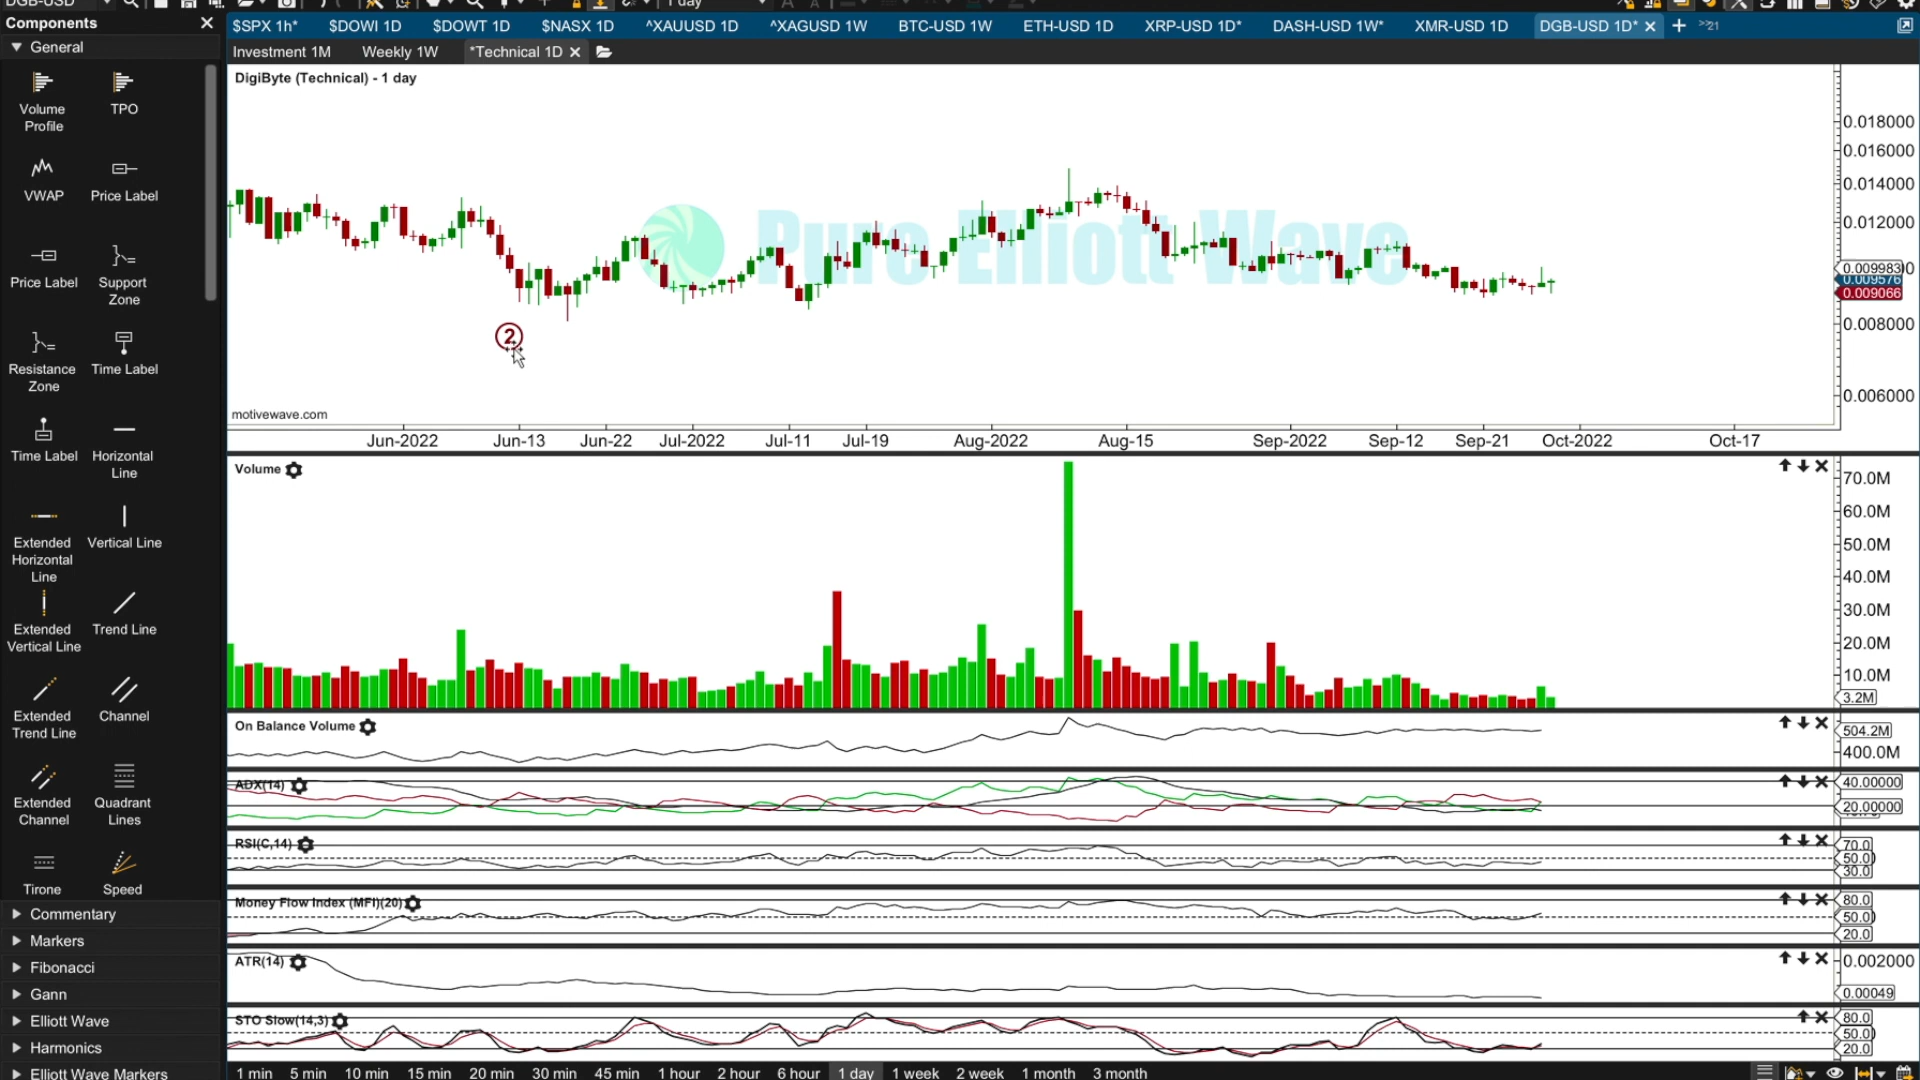 DGB-USD
1 day
Components
General
Volume Profile
TPO
VWAP
Price Label
Price Label
Support Zone
Resistance Zone
Time Label
Time Label
Horizontal Line
Extended Horizontal Line
Vertical Line
Extended Vertical Line
Trend Line
Extended Trend Line
Channel
Extended Channel
Quadrant Lines
Tirone
Speed
Commentary
Markers
Fibonacci
Gann
Elliott Wave
Harmonics
Elliott Wave Markers
$SPX 1h* $DOWI 1D $DOWT 1D $NASX 1D ^XAUUSD 1D ^XAGUSD 1W BTC-USD 1W ETH-USD 1D XRP-USD 1D* DASH-USD 1W* XMR-USD 1D DGB-USD 1D* 21
Investment 1M Weekly 1W *Technical 1D
DigiByte (Technical) - 1 day
Pure Elliott Wave
2
motivewave.com
0.018000
0.016000
0.014000
0.012000
0.009983
0.009576
0.009066
0.008000
0.006000
Jun-2022 Jun-13 Jun-22 Jul-2022 Jul-11 Jul-19 Aug-2022 Aug-15 Sep-2022 Sep-12 Sep-21 Oct-2022 Oct-17
Volume
70.0M
60.0M
50.0M
40.0M
30.0M
20.0M
10.0M
3.2M
On Balance Volume
504.2M
400.0M
ADX(14)
40.00000
20.00000
RSI(C,14)
70.0
50.0
30.0
Money Flow Index (MFI)(20)
80.0
50.0
20.0
ATR(14)
0.002000
0.00049
STO Slow(14,3)
80.0
50.0
20.0
1 min 5 min 10 min 15 min 20 min 30 min 45 min 1 hour 2 hour 6 hour 1 day 1 week 2 week 1 month 3 month